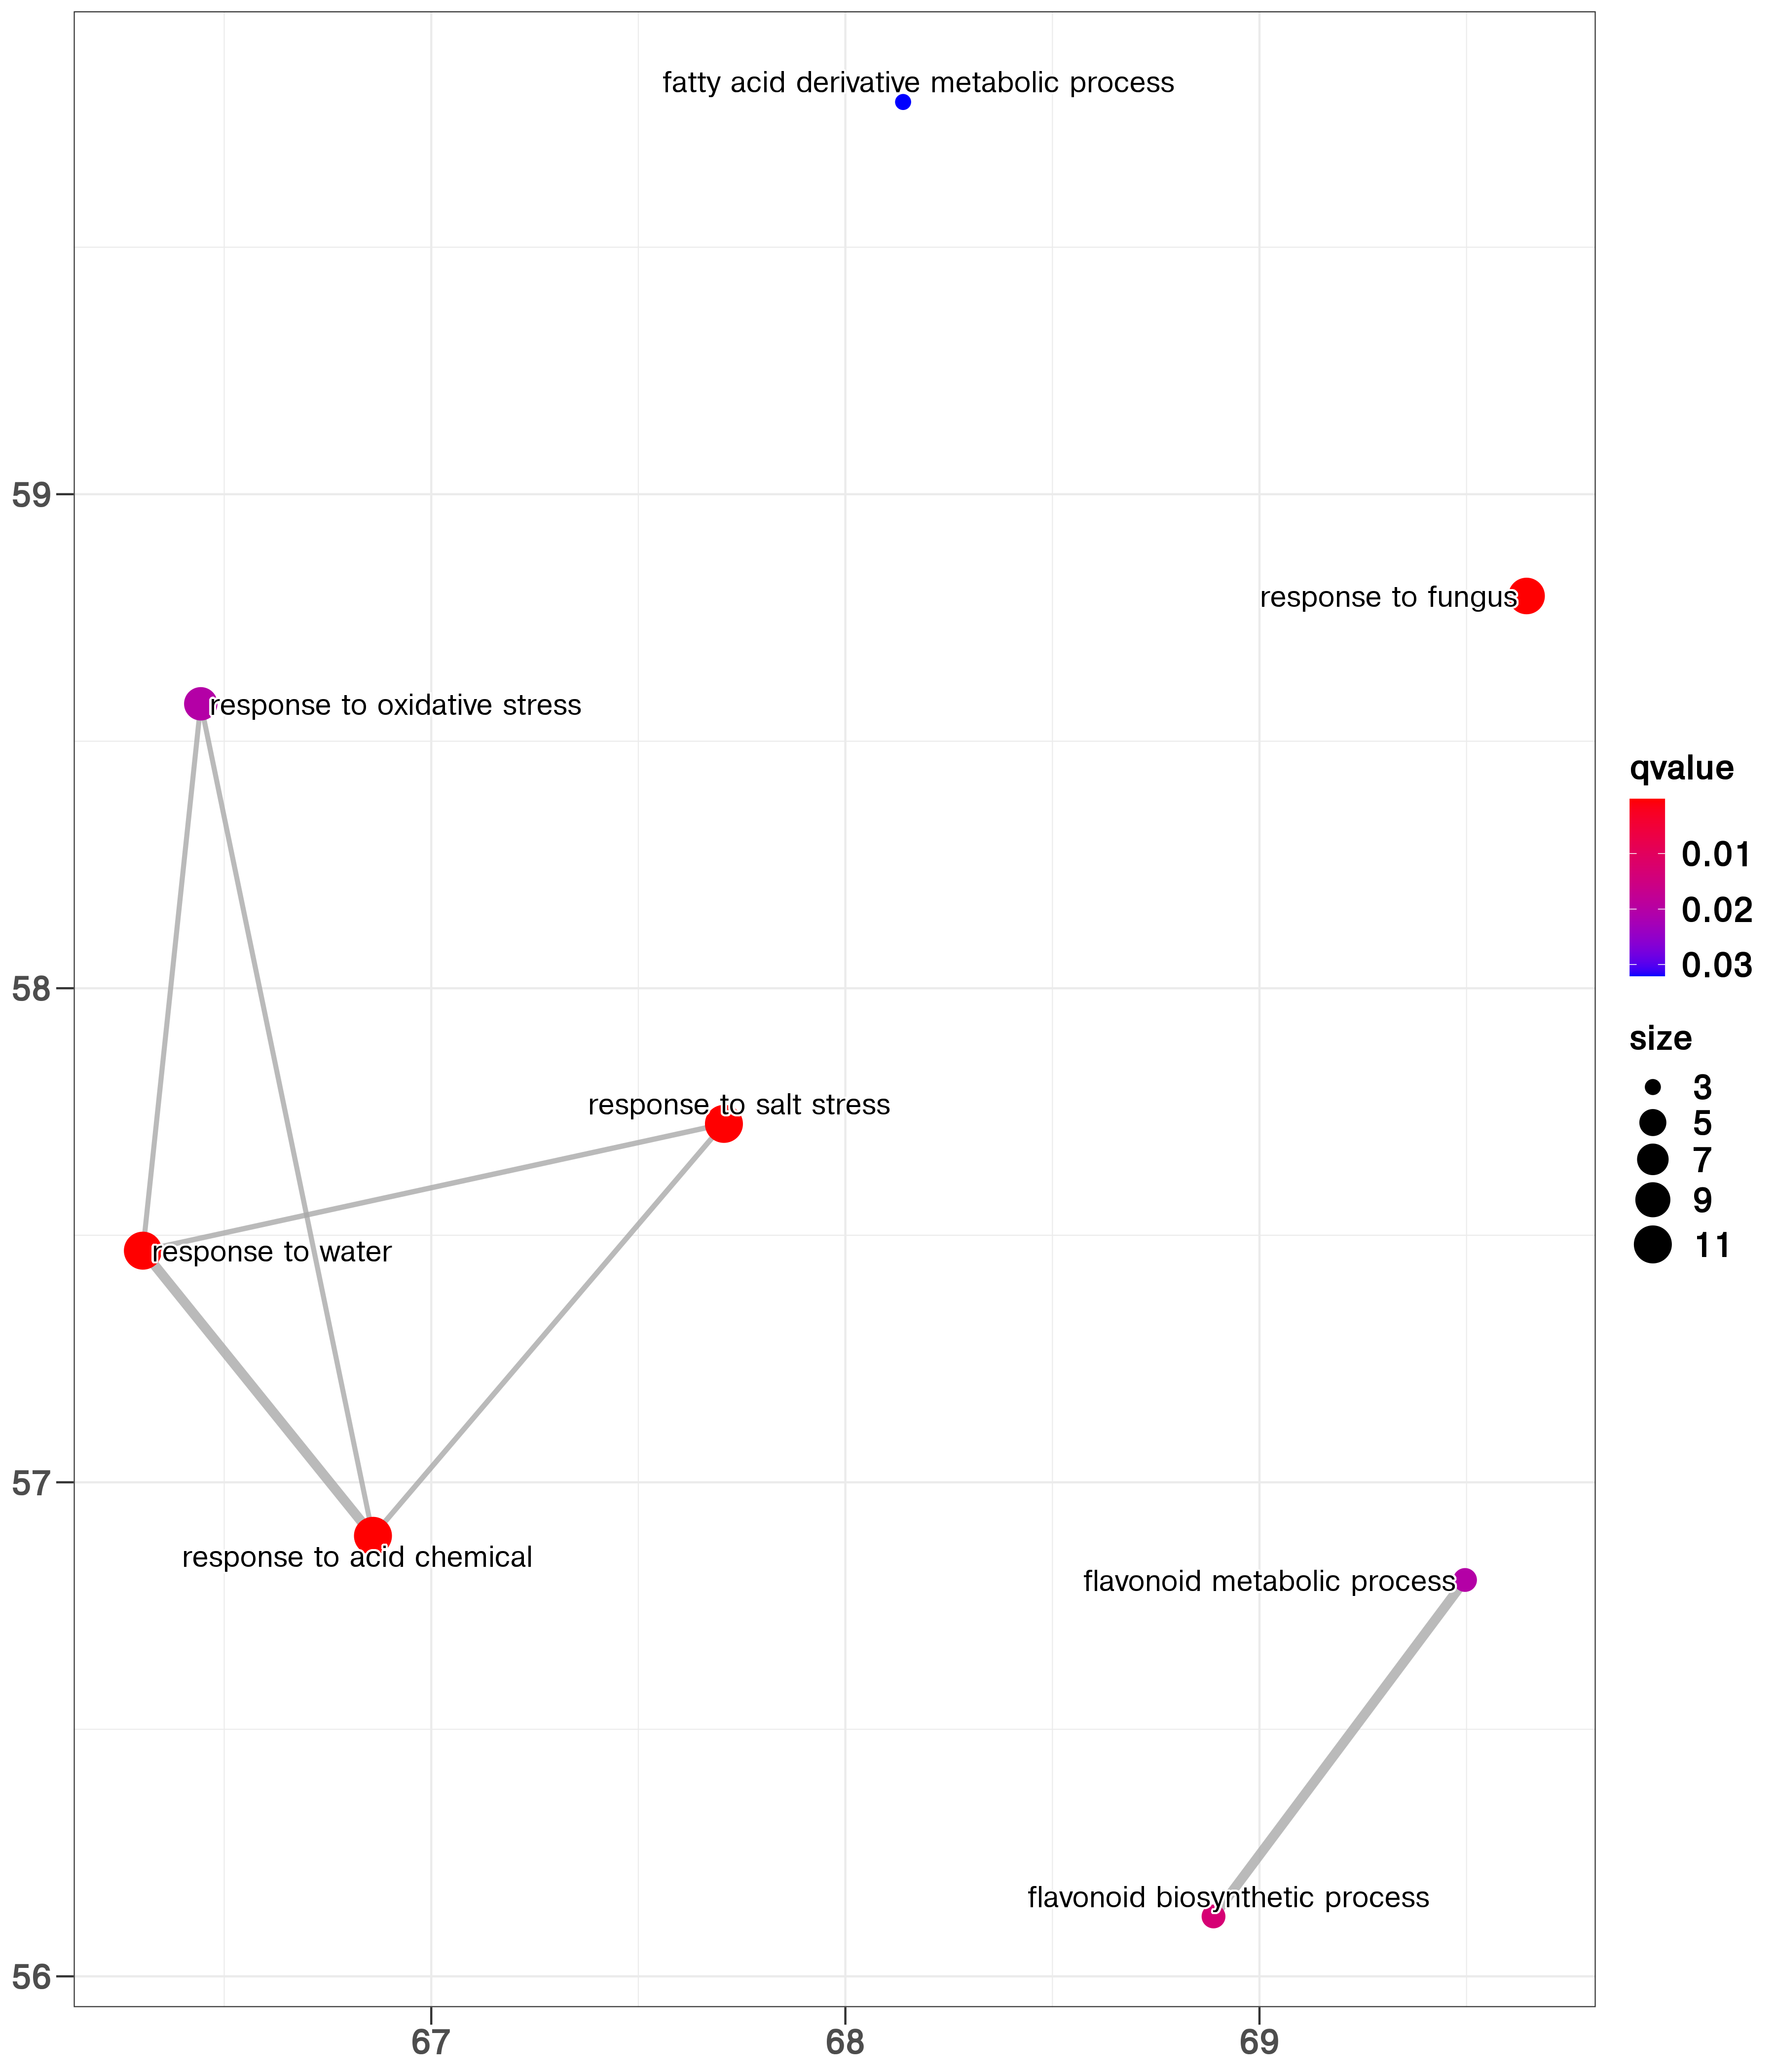 fatty acid derivative metabolic process
59
response to fungus
response to oxidative stress
58
response to salt stress
response to water
57
response to acid chemical
flavonoid metabolic process
flavonoid biosynthetic process
56
67
68
69
qvalue
0.01
0.02
0.03
size
3
5
7
9
11